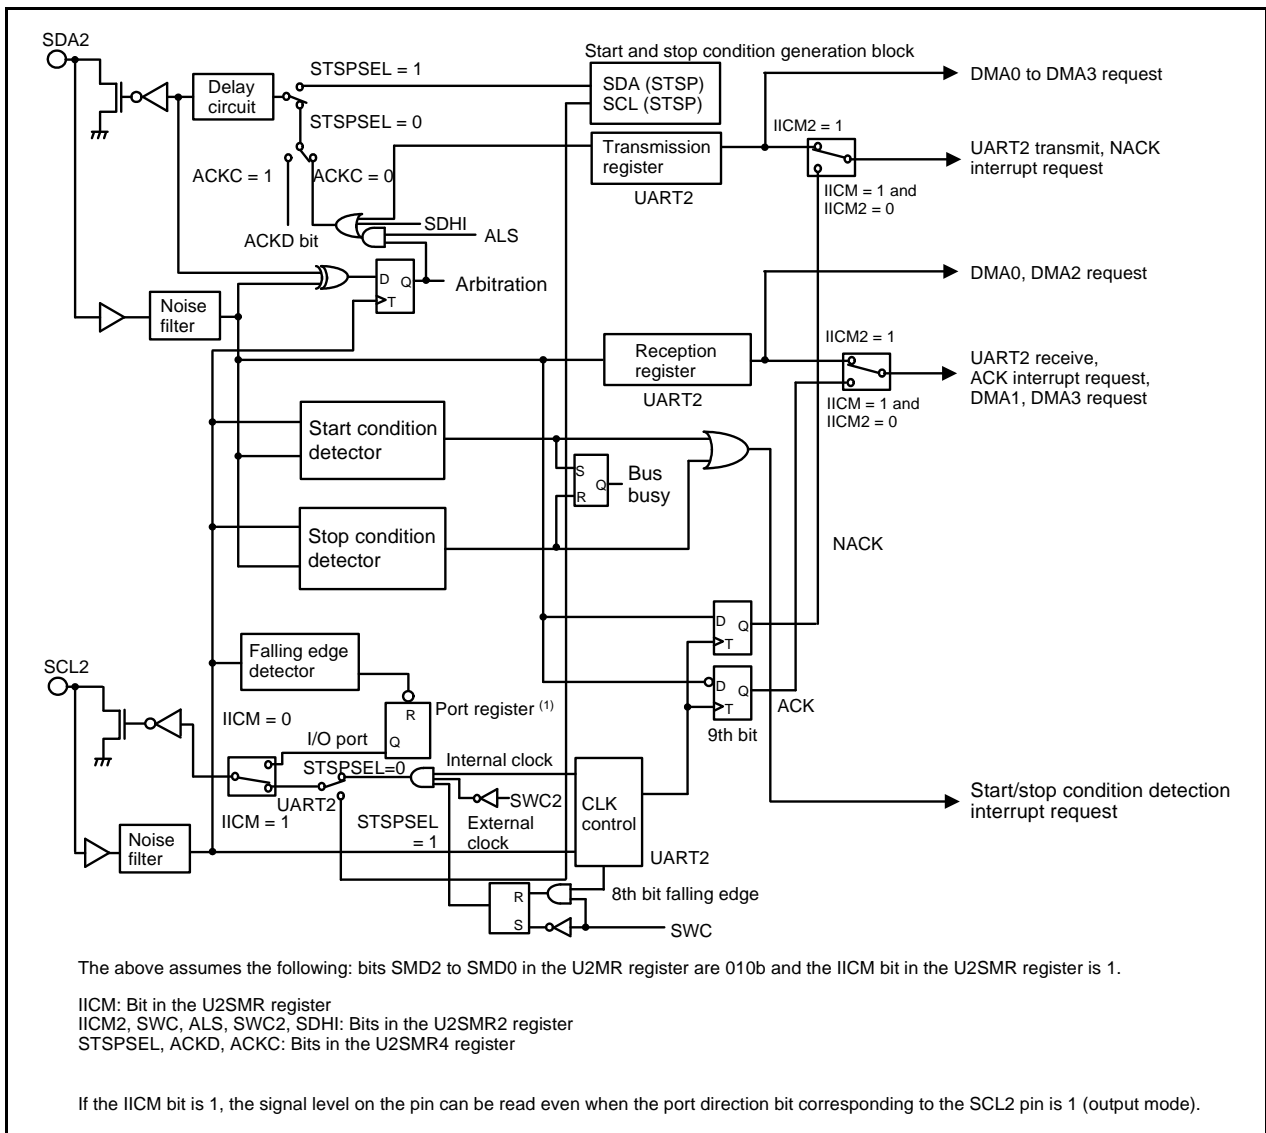 SDA2
Start and stop condition generation block
STSPSEL = 1
SDA (STSP)
SCL (STSP)
DMA0 to DMA3 request
Delay
circuit
STSPSEL = 0
IICM2 = 1
Transmission
register
UART2
UART2 transmit, NACK
interrupt request
ACKC = 1
ACKC = 0
IICM = 1 and
IICM2 = 0
SDHI
ALS
ACKD bit
D
Q
T
Arbitration
DMA0, DMA2 request
Noise
filter
IICM2 = 1
Reception
register
UART2
UART2 receive,
ACK interrupt request,
DMA1, DMA3 request
IICM = 1 and
IICM2 = 0
Start condition
detector
S
R
Q
Bus
busy
Stop condition
detector
NACK
D
Q
T
Falling edge
detector
SCL2
D
Q
T
ACK
9th bit
R
Q
Port register (1)
IICM = 0
I/O port
STSPSEL=0
Internal clock
UART2
SWC2
CLK
control
Start/stop condition detection
interrupt request
IICM = 1
STSPSEL
= 1
External
clock
Noise
filter
UART2
R
S
8th bit falling edge
SWC
The above assumes the following: bits SMD2 to SMD0 in the U2MR register are 010b and the IICM bit in the U2SMR register is 1.
IICM: Bit in the U2SMR register
IICM2, SWC, ALS, SWC2, SDHI: Bits in the U2SMR2 register
STSPSEL, ACKD, ACKC: Bits in the U2SMR4 register
If the IICM bit is 1, the signal level on the pin can be read even when the port direction bit corresponding to the SCL2 pin is 1 (output mode).